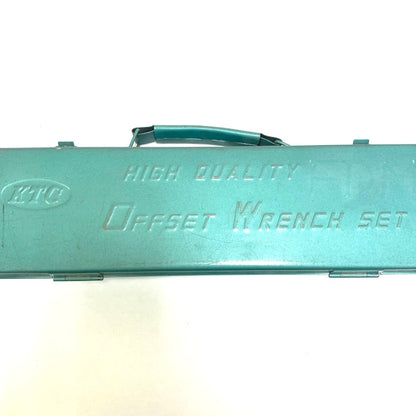 HIGH QUALITY
KTC
OFFSET WRENCH SET